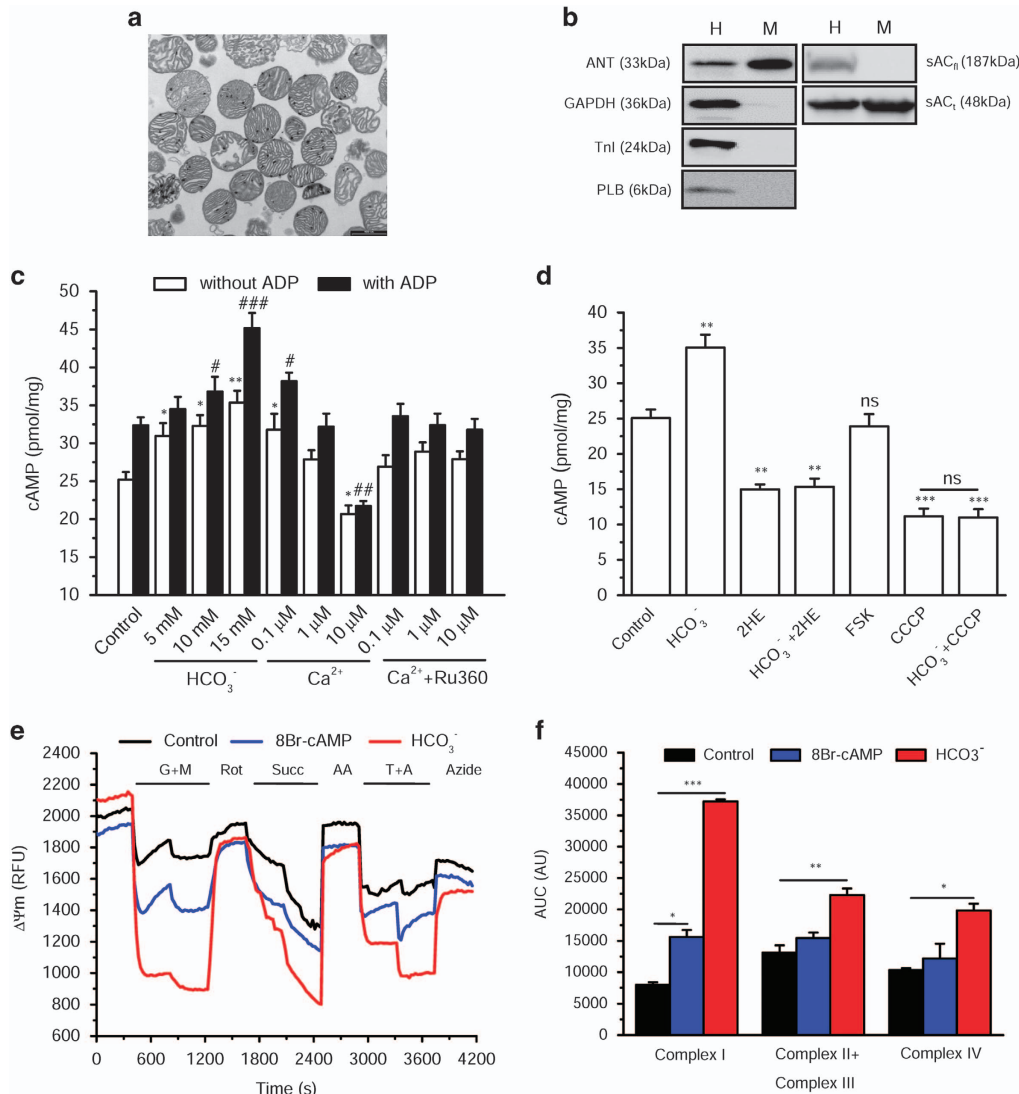 a
b
H M H M
ANT (33kDa)
GAPDH (36kDa)
TnI (24kDa)
PLB (6kDa)
sACfl (187kDa)
sACt (48kDa)
c
without ADP with ADP
cAMP (pmol/mg)
50
45
40
35
30
25
20
15
10
* * # ** ### * # * ##
Control 5 mM 10 mM 15 mM 0.1 µM 1 µM 10 µM 0.1 µM 1 µM 10 µM
HCO3- Ca2+ Ca2++Ru360
d
cAMP (pmol/mg)
40
35
30
25
20
15
10
5
0
** ** ** ns *** ns ***
Control HCO3- 2HE HCO3-+2HE FSK CCCP HCO3-+CCCP
e
Control 8Br-cAMP HCO3-
G+M Rot Succ AA T+A Azide
ΔΨm (RFU)
2400
2200
2000
1800
1600
1400
1200
1000
800
600
0 600 1200 1800 2400 3000 3600 4200
Time (s)
f
Control 8Br-cAMP HCO3-
AUC (AU)
45000
40000
35000
30000
25000
20000
15000
10000
5000
0
*** * ** *
Complex I Complex II+ Complex IV
Complex III